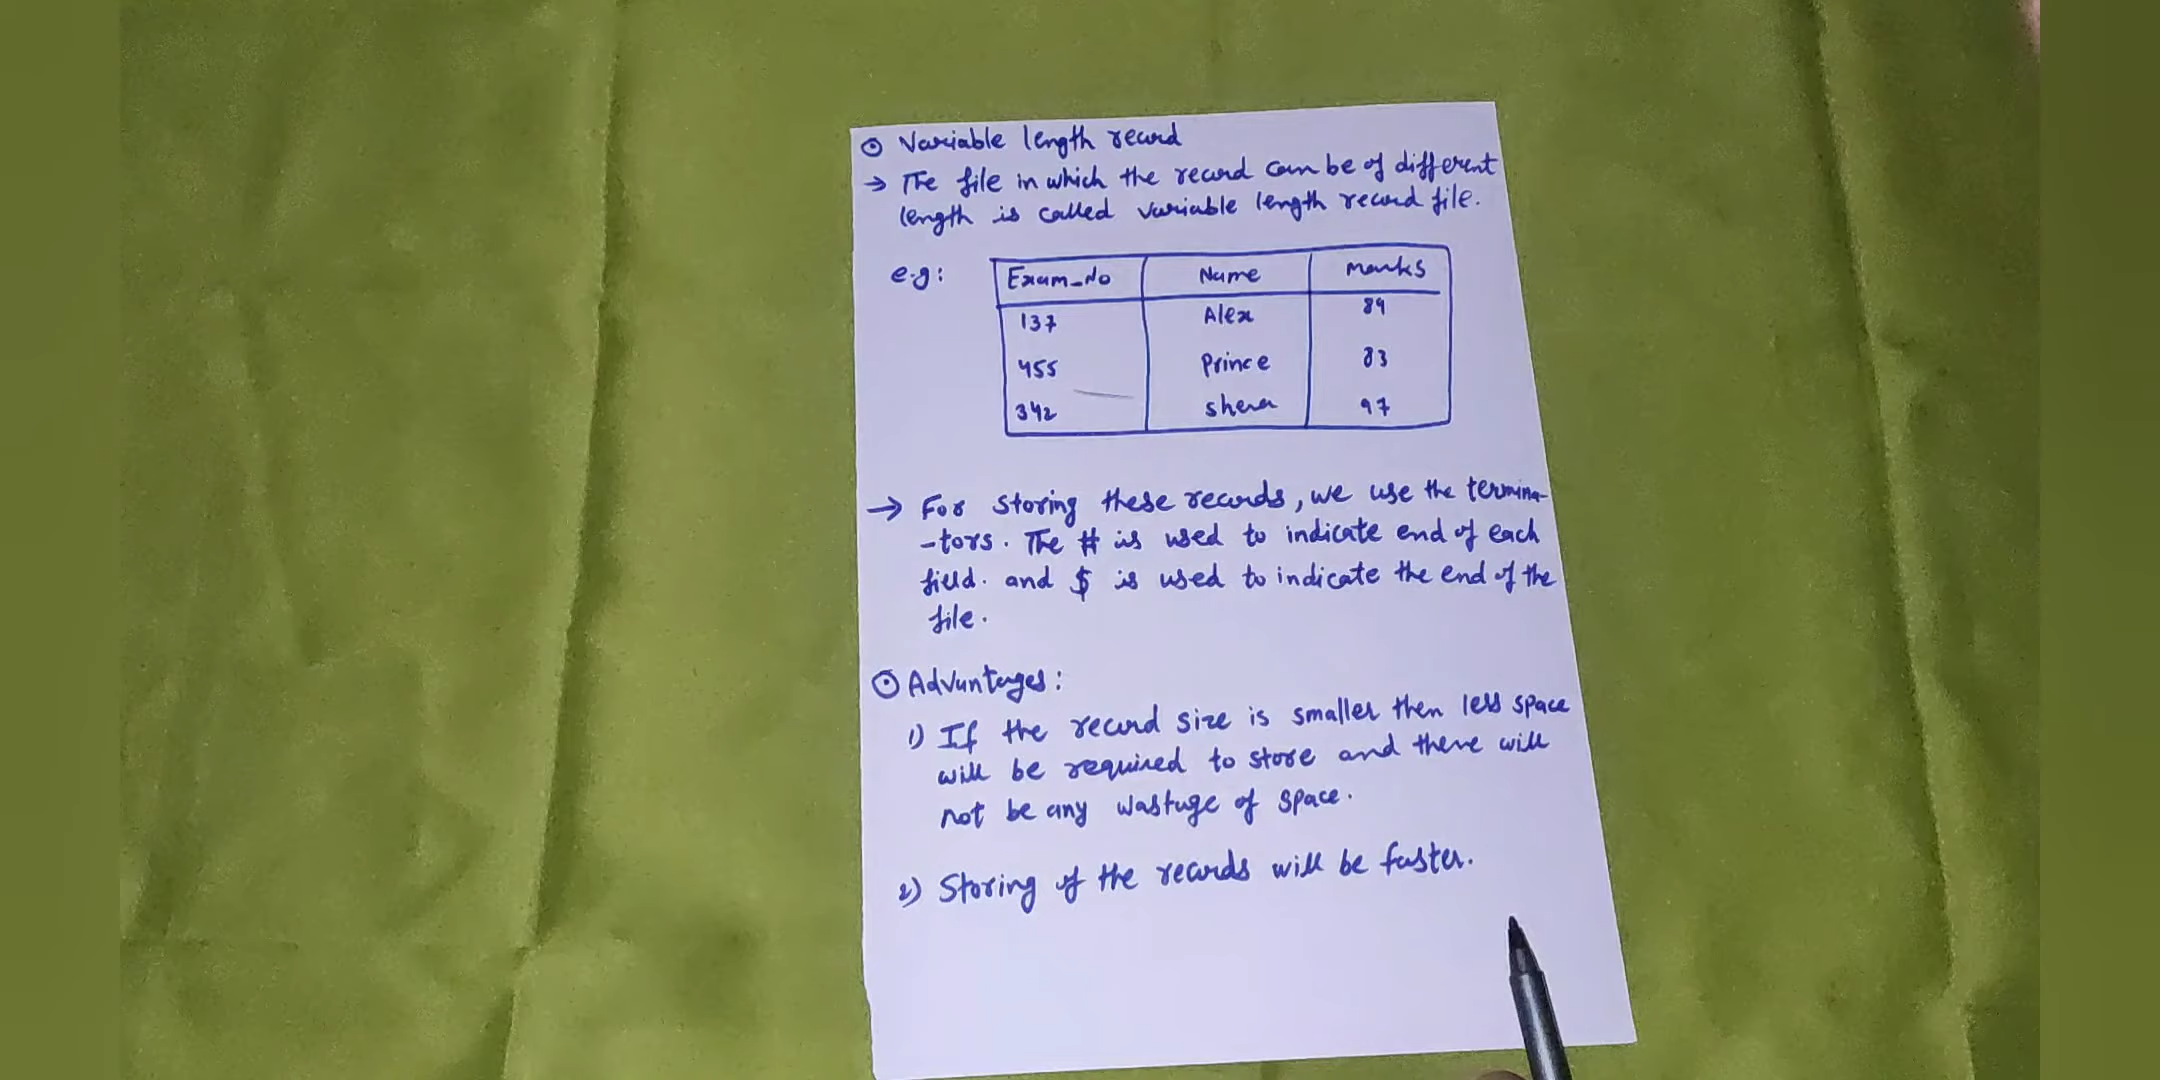 ⊙ Variable length record
→ The file in which the record can be of different
length is called variable length record file.
e.g: Exam_No Name Marks
137 Alex 89
455 Prince 83
342 shera 97
→ For storing these records, we use the termina-
-tors. The # is used to indicate end of each
field. and $ is used to indicate the end of the
file.
⊙ Advantages:
1) If the record size is smaller then less space
will be required to store and there will
not be any wastage of space.
2) Storing of the records will be faster.